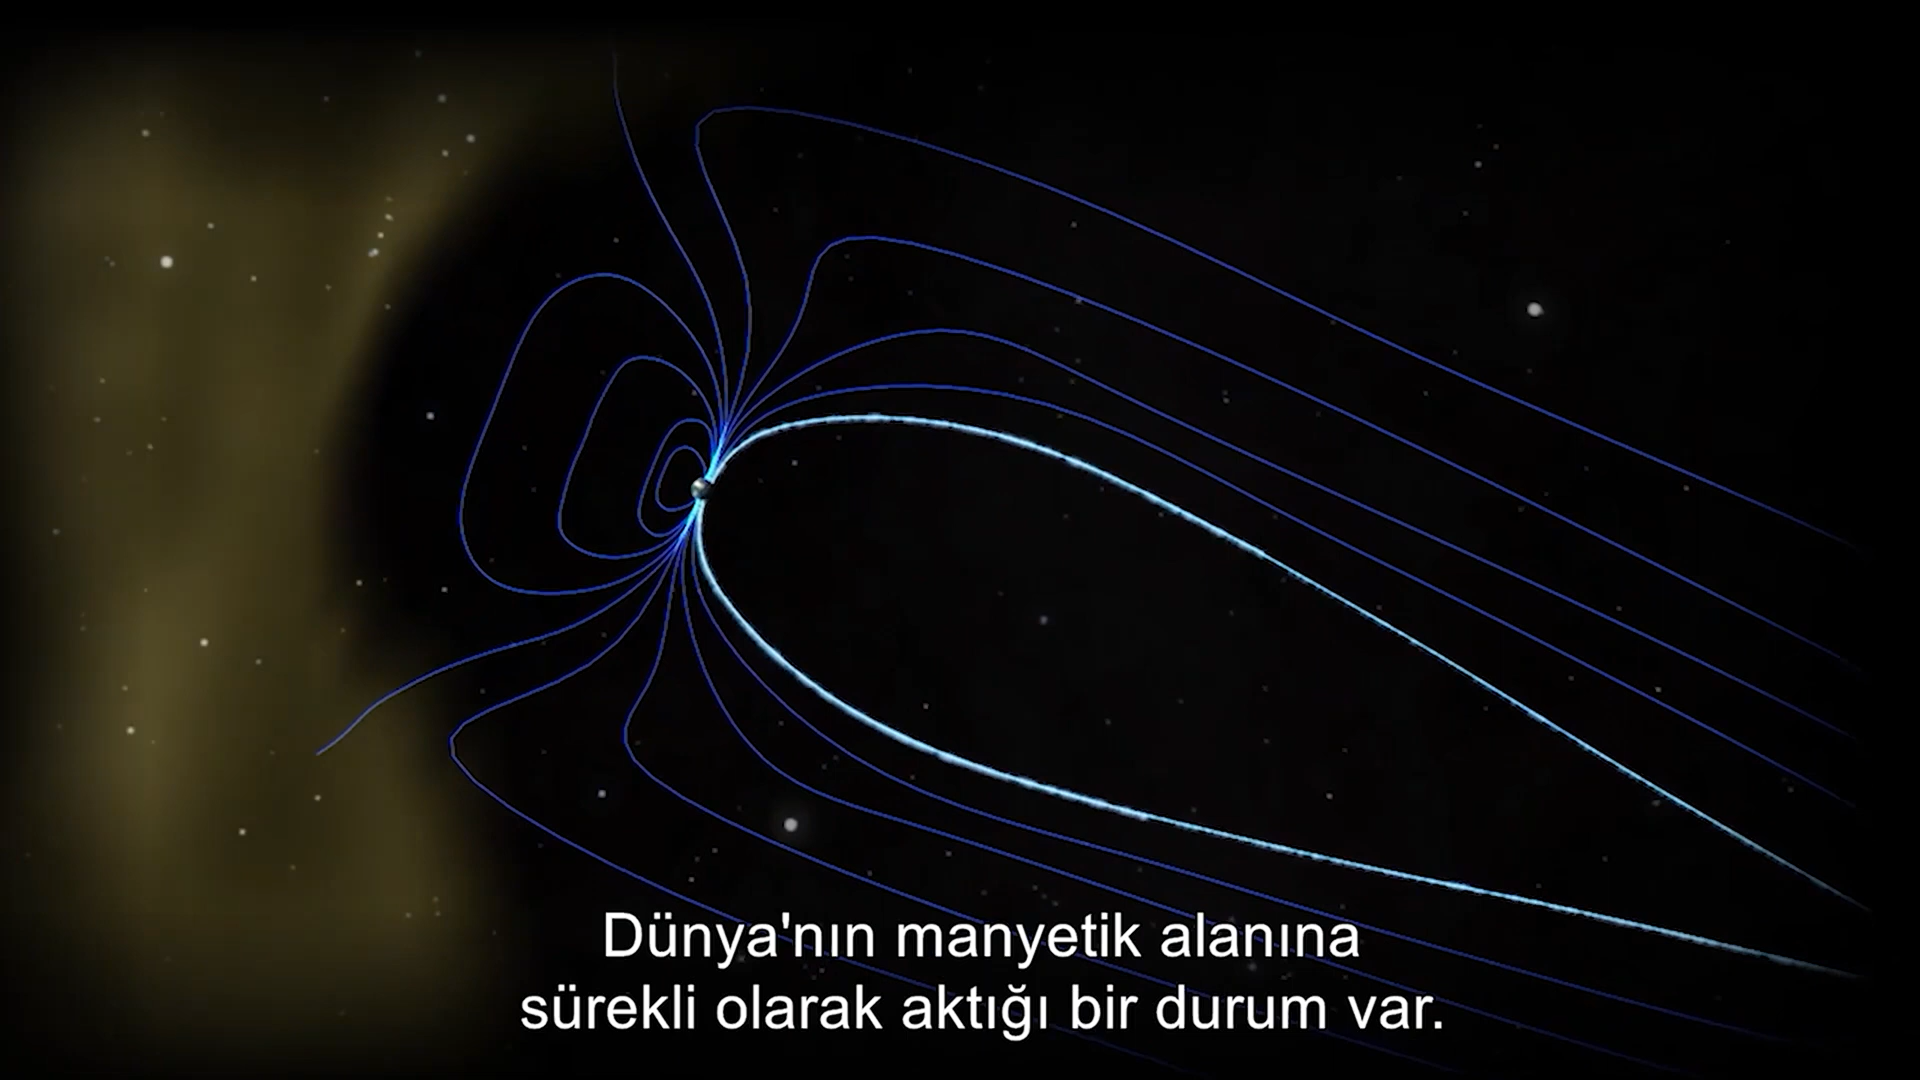 Dünya'nın manyetik alanına
sürekli olarak aktığı bir durum var.